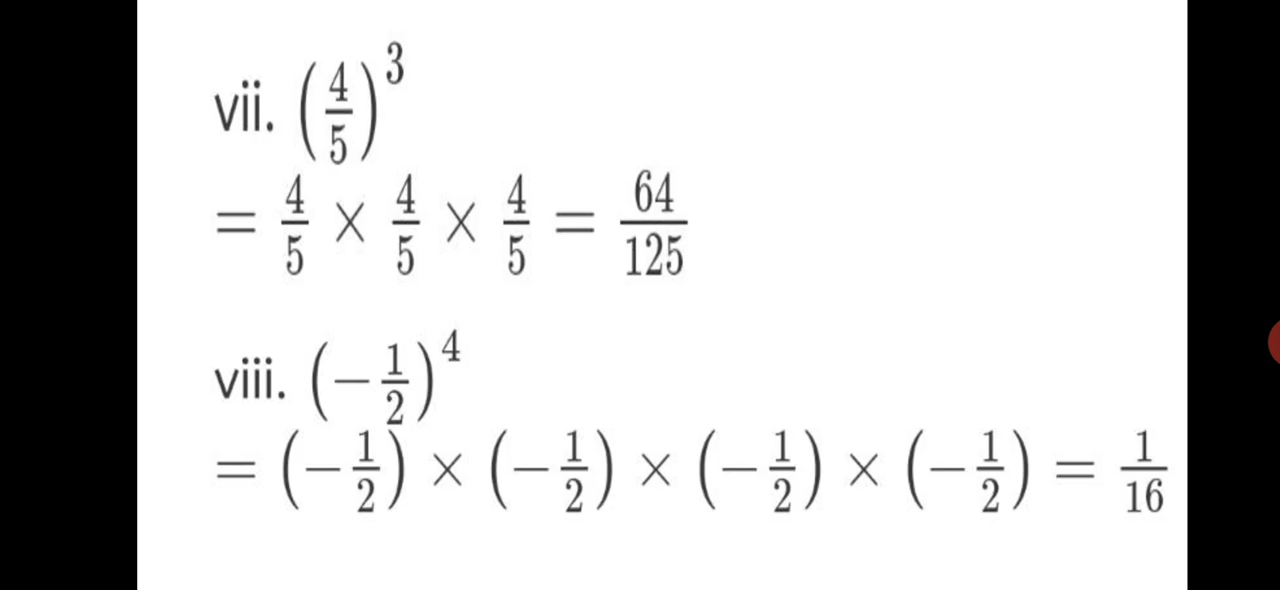 vii. (4/5)^3
= 4/5 × 4/5 × 4/5 = 64/125
viii. (−1/2)^4
= (−1/2) × (−1/2) × (−1/2) × (−1/2) = 1/16